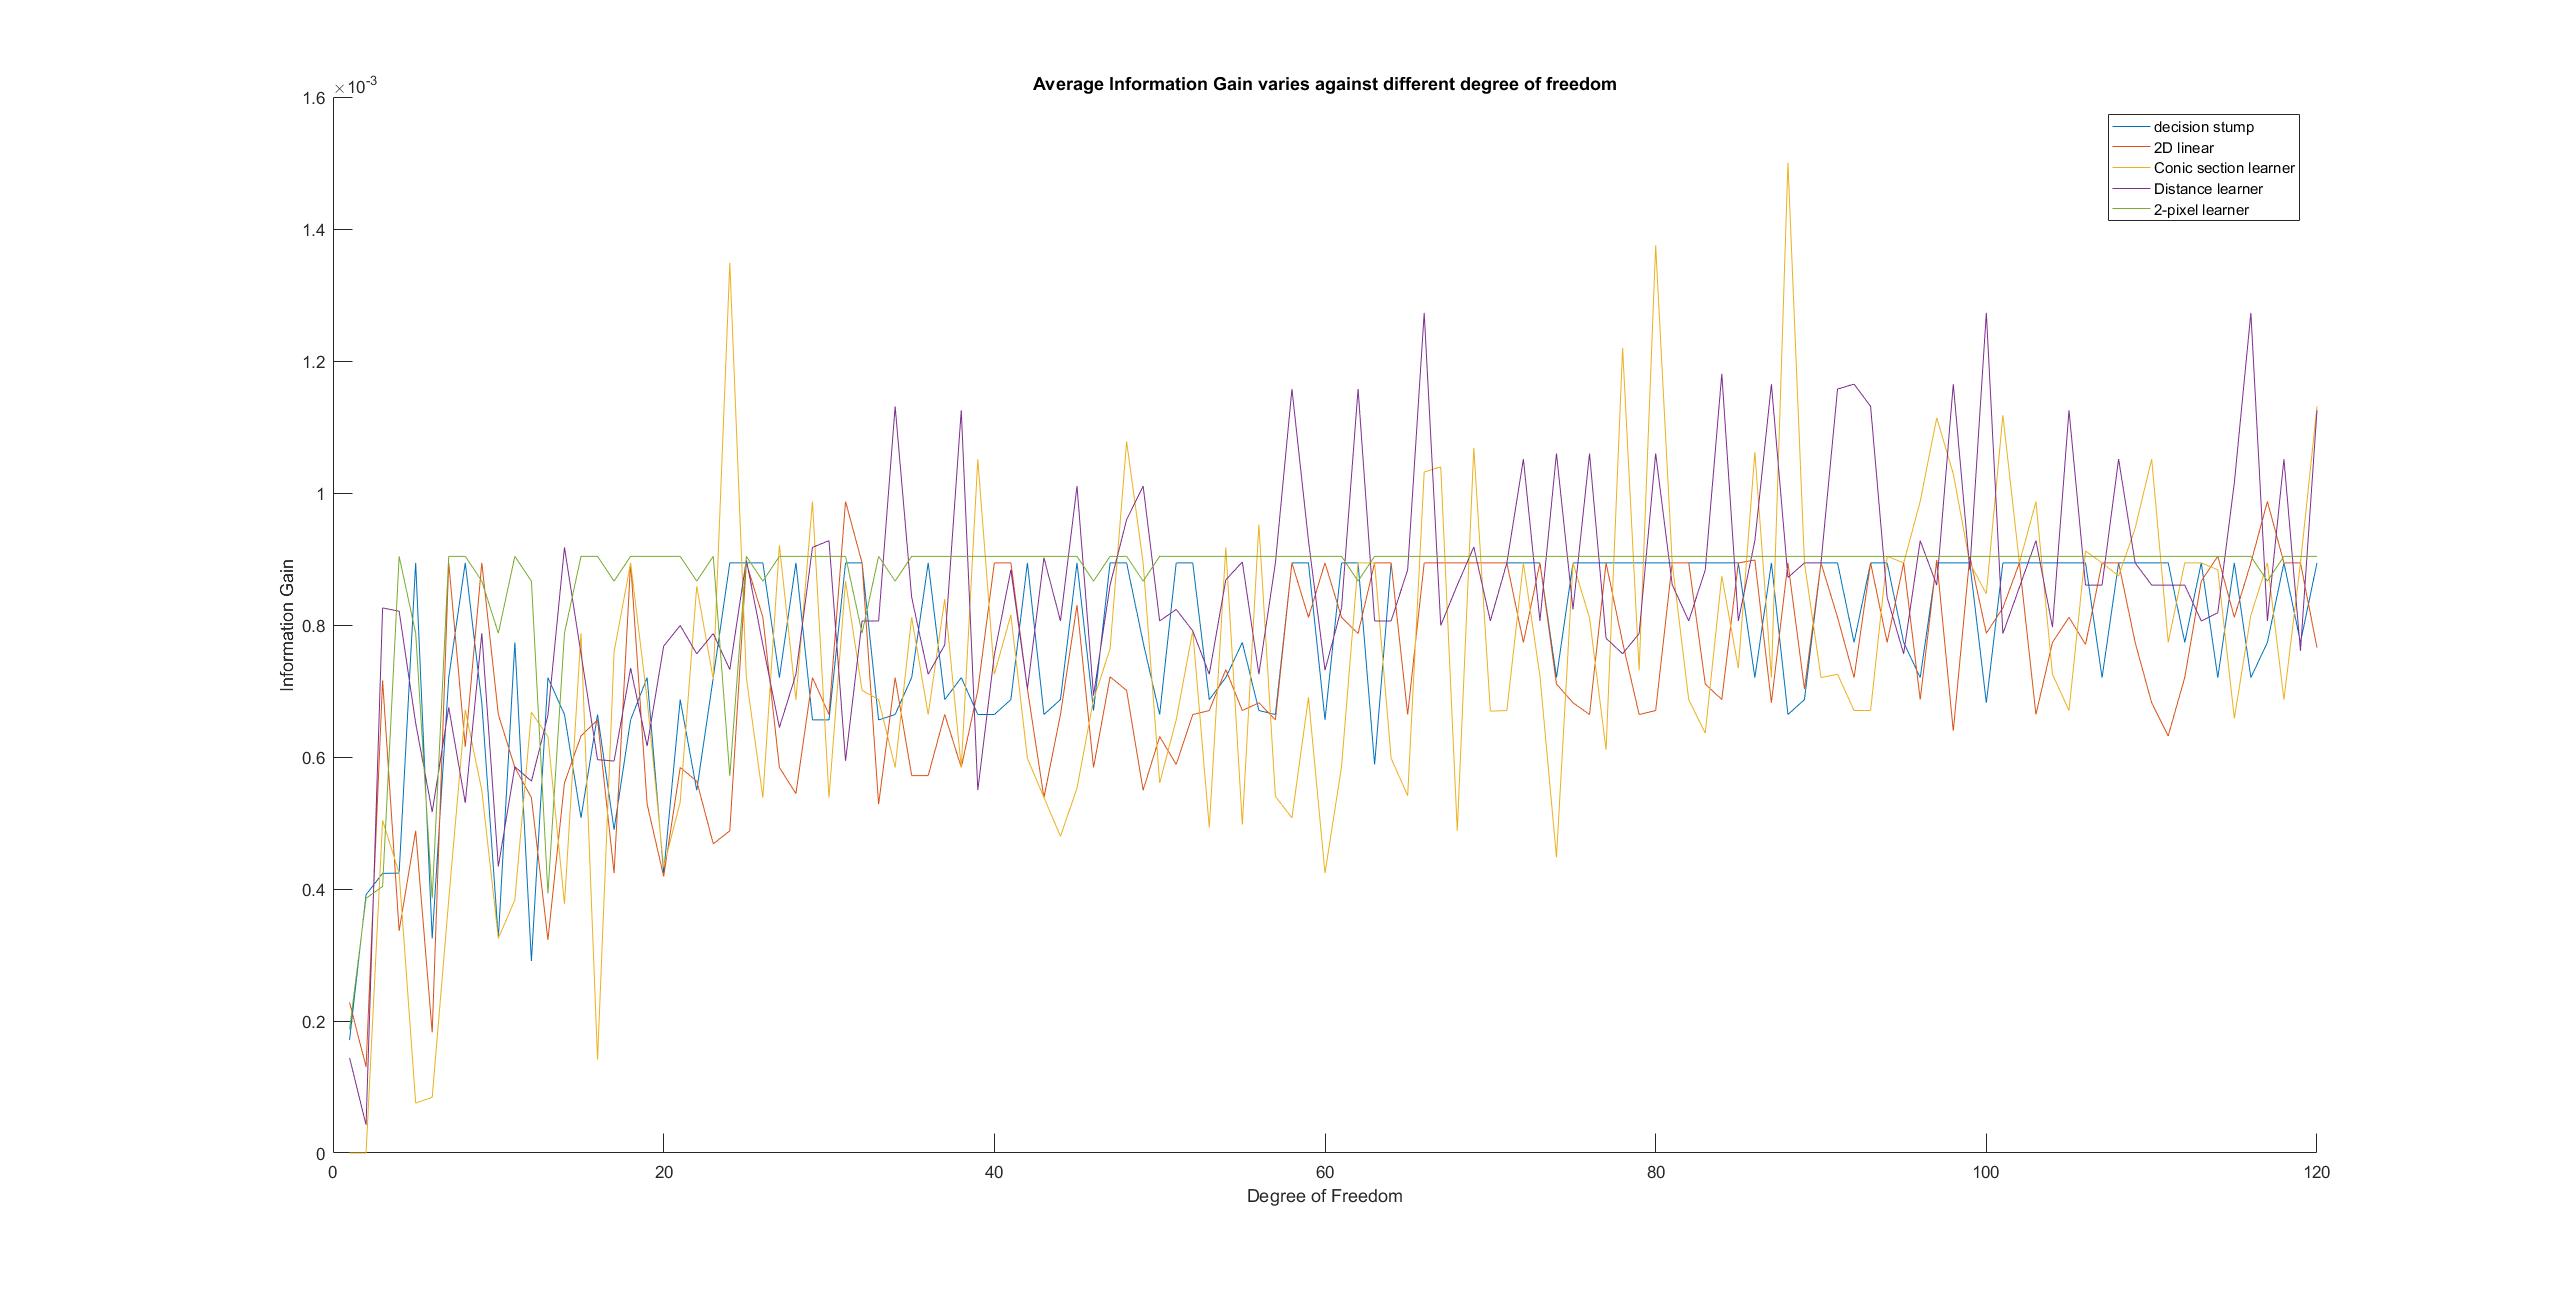 Average Information Gain varies against different degree of freedom
×10-3
1.6
1.4
1.2
1
0.8
0.6
0.4
0.2
0
Information Gain
decision stump
2D linear
Conic section learner
Distance learner
2-pixel learner
0 20 40 60 80 100 120
Degree of Freedom